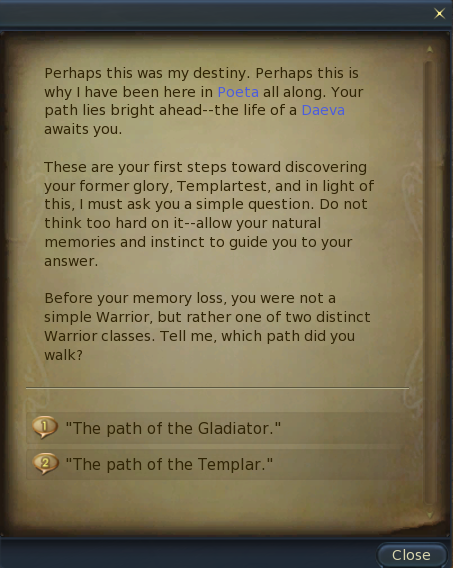 Perhaps this was my destiny. Perhaps this is
why I have been here in Poeta all along. Your
path lies bright ahead--the life of a Daeva
awaits you.
These are your first steps toward discovering
your former glory, Templartest, and in light of
this, I must ask you a simple question. Do not
think too hard on it--allow your natural
memories and instinct to guide you to your
answer.
Before your memory loss, you were not a
simple Warrior, but rather one of two distinct
Warrior classes. Tell me, which path did you
walk?
1 "The path of the Gladiator."
2 "The path of the Templar."
Close